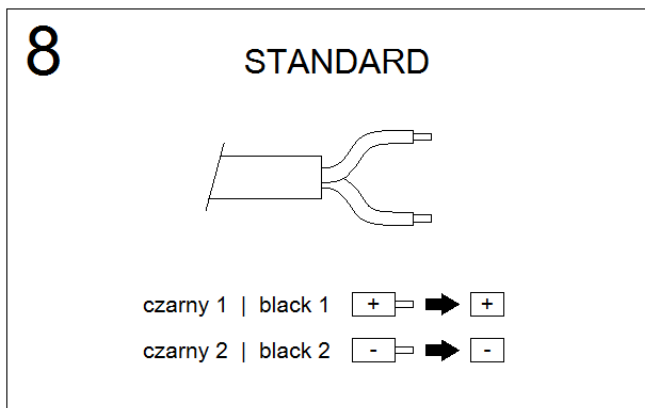 8
STANDARD
czarny 1 | black 1 + +
czarny 2 | black 2 - -